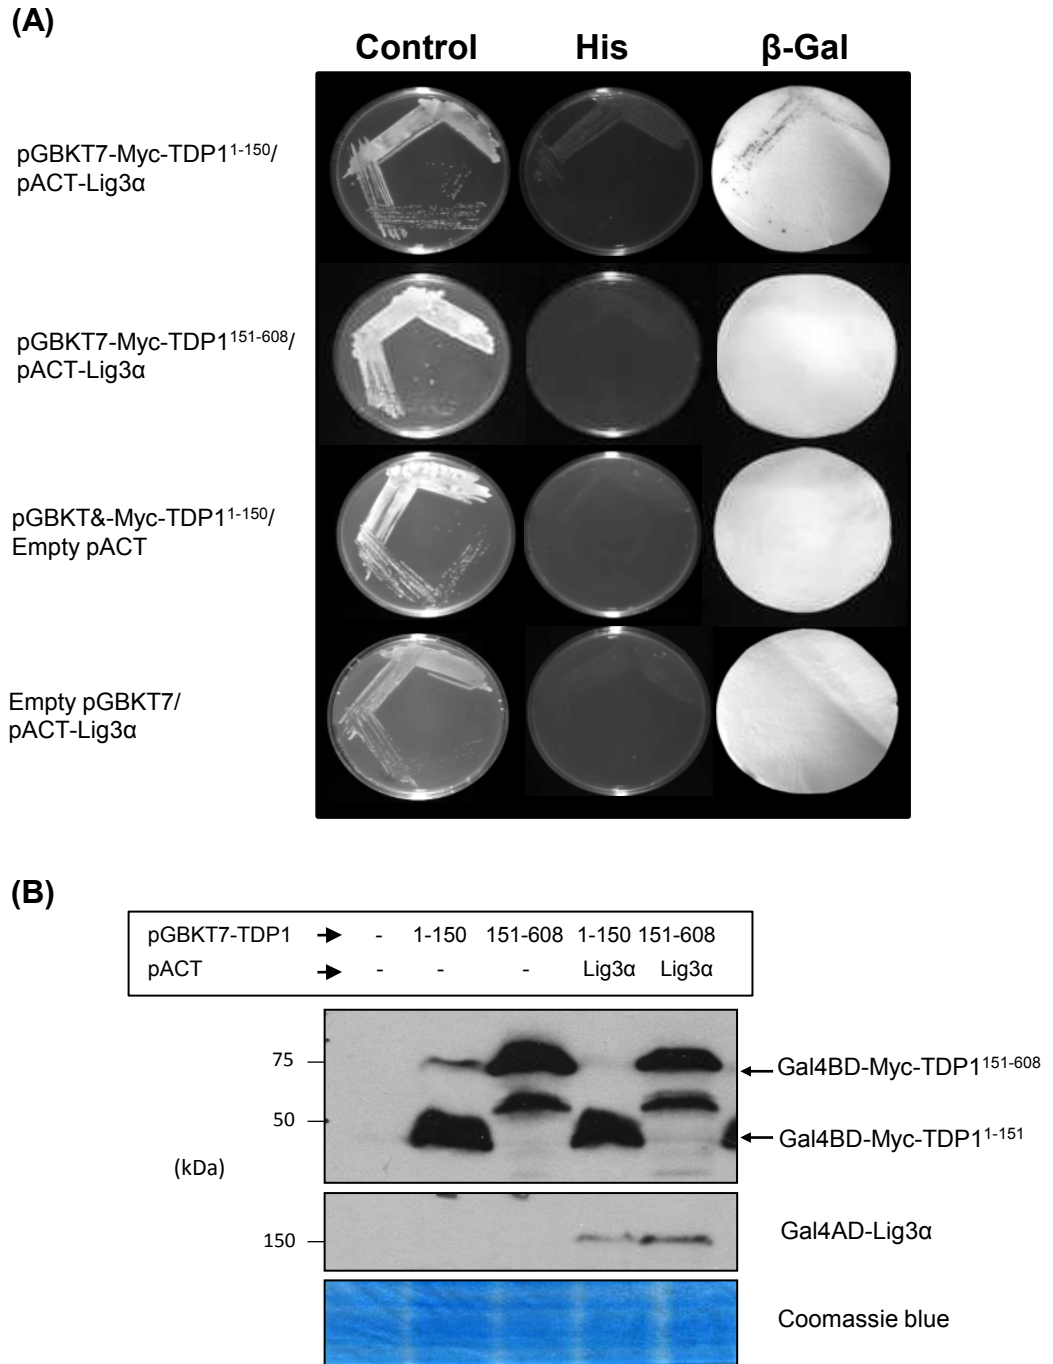 (A)
Control His β-Gal
pGBKT7-Myc-TDP1¹⁻¹⁵⁰/
pACT-Lig3α
pGBKT7-Myc-TDP1¹⁵¹⁻⁶⁰⁸/
pACT-Lig3α
pGBKT&-Myc-TDP1¹⁻¹⁵⁰/
Empty pACT
Empty pGBKT7/
pACT-Lig3α
(B)
pGBKT7-TDP1 → - 1-150 151-608 1-150 151-608
pACT → - - - Lig3α Lig3α
75
Gal4BD-Myc-TDP1¹⁵¹⁻⁶⁰⁸
50
Gal4BD-Myc-TDP1¹⁻¹⁵¹
(kDa)
150
Gal4AD-Lig3α
Coomassie blue